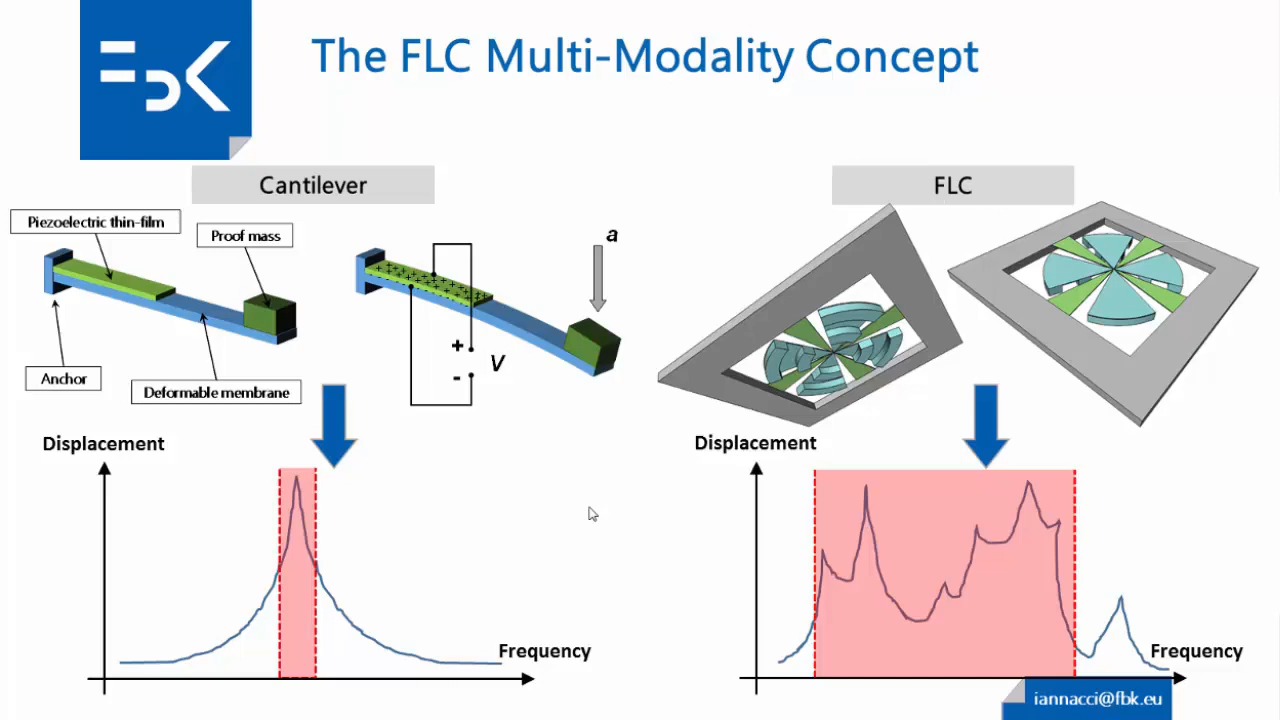 FBK
The FLC Multi-Modality Concept
Cantilever
Piezoelectric thin-film
Proof mass
Anchor
Deformable membrane
a
+
-
V
Displacement
Frequency
FLC
Displacement
Frequency
iannacci@fbk.eu